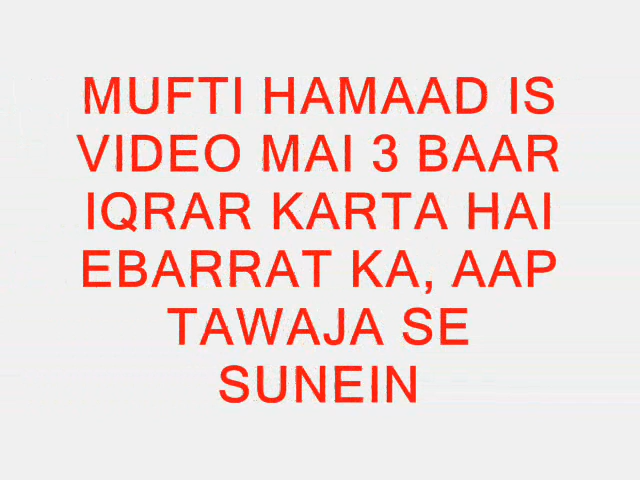 MUFTI HAMAAD IS
VIDEO MAI 3 BAAR
IQRAR KARTA HAI
EBARRAT KA, AAP
TAWAJA SE
SUNEIN